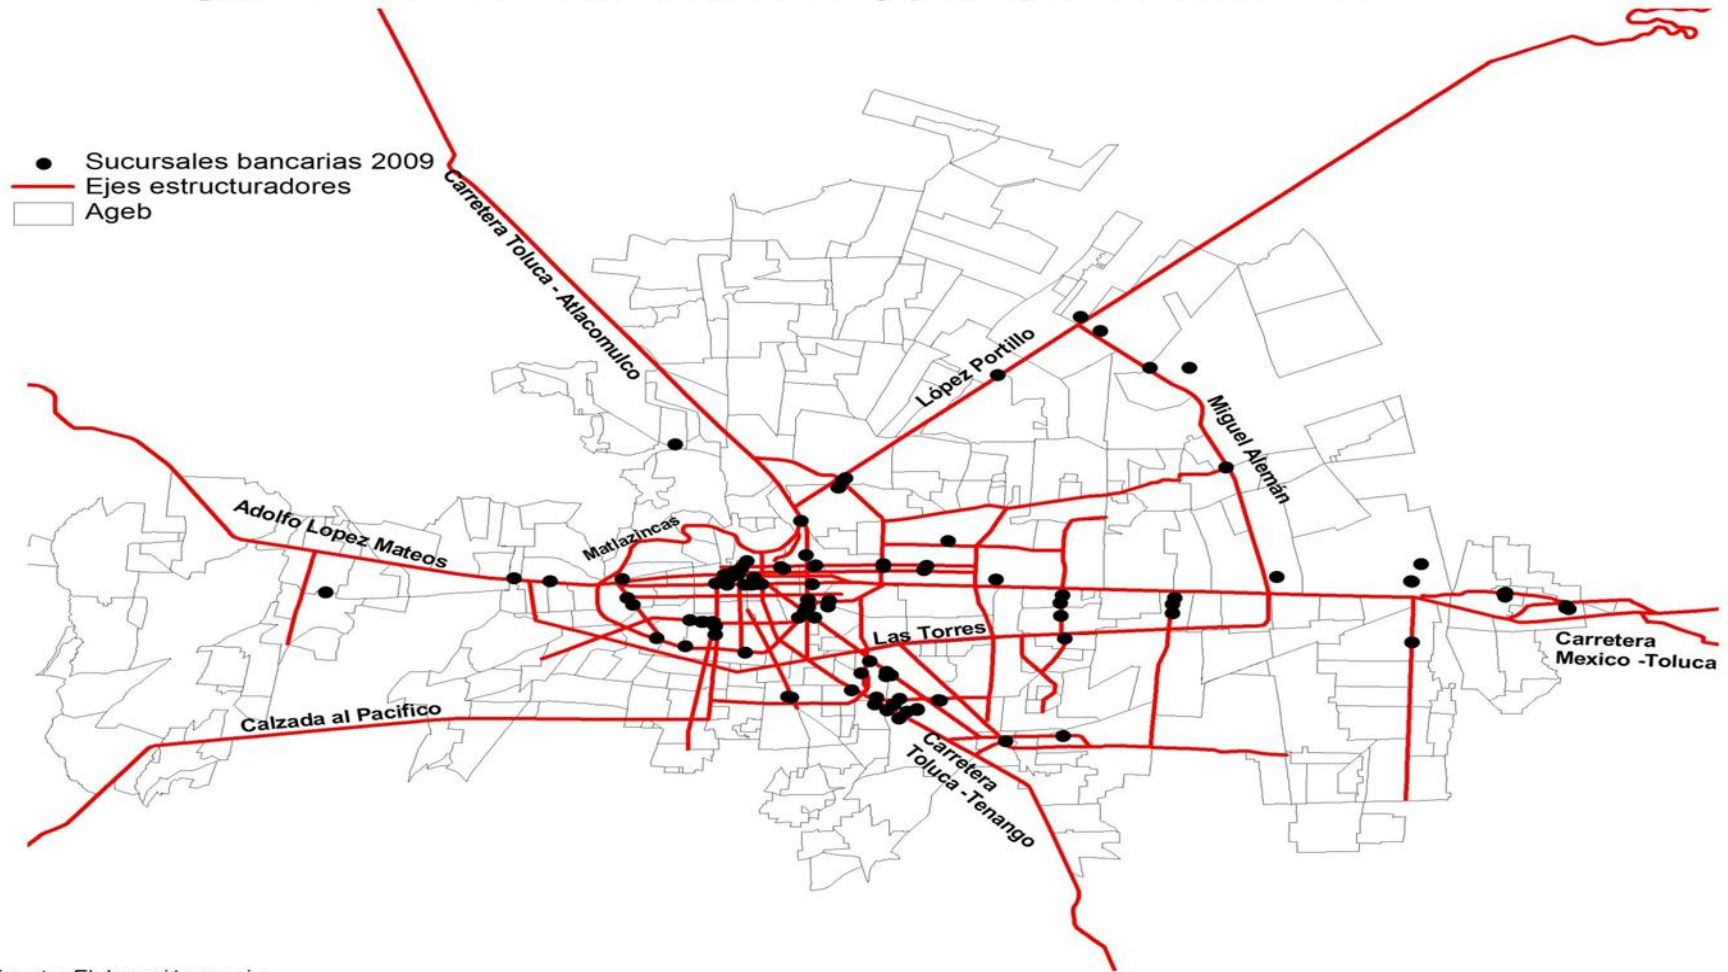 Sucursales bancarias 2009
Ejes estructuradores
Ageb
Carretera Toluca - Atlacomulco
López Portillo
Miguel Alemán
Adolfo Lopez Mateos
Matlazincas
Las Torres
Carretera
Mexico -Toluca
Calzada al Pacifico
Carretera
Toluca -Tenango